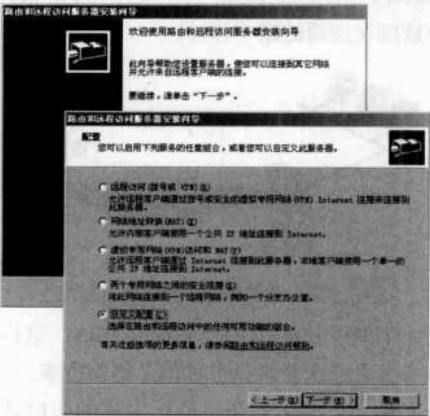 路由和远程访问服务器安装向导
欢迎使用路由和远程访问服务器安装向导
此向导帮助您设置服务器，使您可以连接到其它网络
并允许来自远程客户端的连接。
要继续，请单击“下一步”。
路由和远程访问服务器安装向导
配置
您可以启用下列服务的任意组合，或者您可以自定义此服务器。
远程访问(拨号或 VPN)(R)
允许远程客户端通过拨号或安全的虚拟专用网络(VPN) Internet 连接来连接到
此服务器。
网络地址转换(NAT)(E)
允许内部客户端使用一个公共 IP 地址连接到 Internet。
虚拟专用网络(VPN)访问和 NAT(V)
允许远程客户端通过 Internet 连接到此服务器，本地客户端使用一个单一的
公共 IP 地址连接到 Internet。
两个专用网络之间的安全连接(S)
将此网络连接到一个远程网络，例如一个分支办公室。
自定义配置(C)
选择在路由和远程访问中的任何可用功能的组合。
有关这些选项的更多信息，请参阅路由和远程访问帮助。
<上一步(B) 下一步(N)> 取消